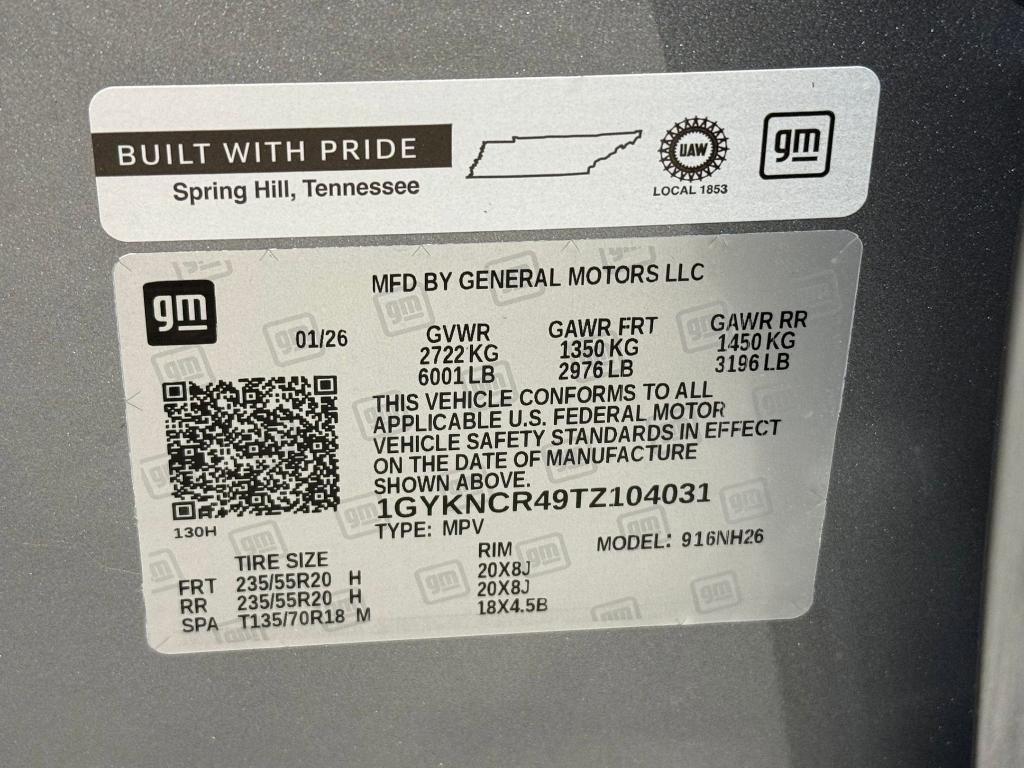 BUILT WITH PRIDE
Spring Hill, Tennessee
UAW
LOCAL 1853
gm
gm
MFD BY GENERAL MOTORS LLC
01/26
GVWR
2722 KG
6001 LB
GAWR FRT
1350 KG
2976 LB
GAWR RR
1450 KG
3196 LB
THIS VEHICLE CONFORMS TO ALL
APPLICABLE U.S. FEDERAL MOTOR
VEHICLE SAFETY STANDARDS IN EFFECT
ON THE DATE OF MANUFACTURE
SHOWN ABOVE.
1GYKNCR49TZ104031
TYPE: MPV
MODEL: 916NH26
130H
TIRE SIZE RIM
FRT 235/55R20 H 20X8J
RR 235/55R20 H 20X8J
SPA T135/70R18 M 18X4.5B